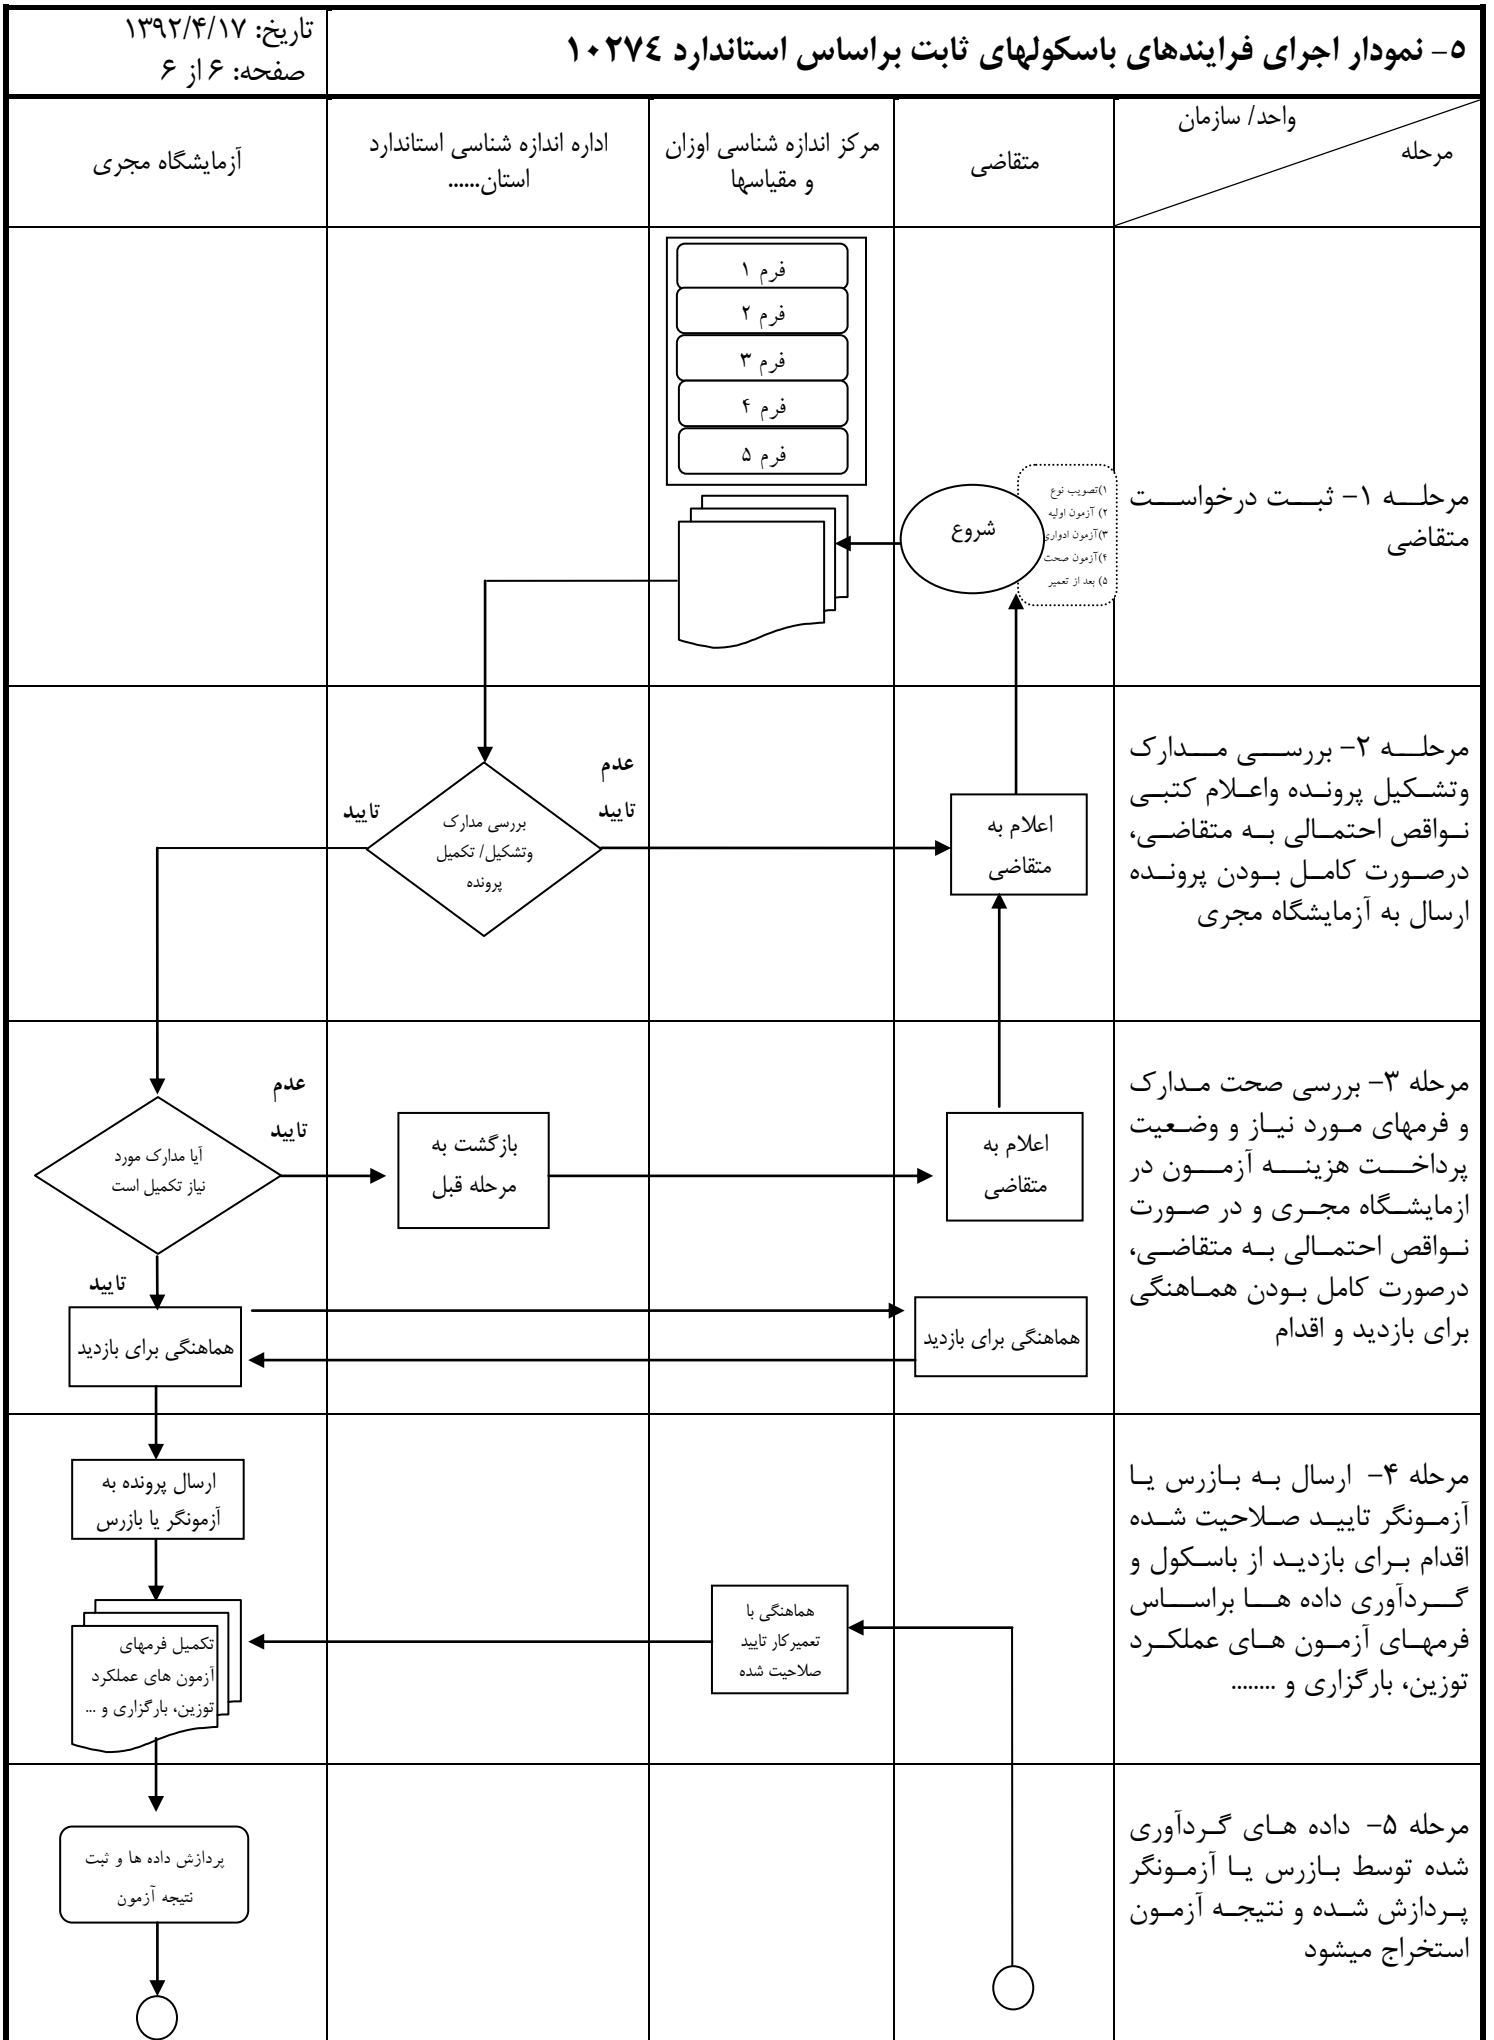 ۵- نمودار اجرای فرایندهای باسکولهای ثابت براساس استاندارد ۱۰۲۷٤
تاریخ: ۱۳۹۲/۴/۱۷
صفحه: ۶ از ۶
واحد/ سازمان
مرحله
متقاضی
مرکز اندازه شناسی اوزان
و مقیاسها
اداره اندازه شناسی استاندارد
استان......
آزمایشگاه مجری
مرحله ۱- ثبت درخواست
متقاضی
۱)تصویب نوع
۲) آزمون اولیه
۳)آزمون ادواری
۴)آزمون صحت
۵) بعد از تعمیر
شروع
فرم ۱
فرم ۲
فرم ۳
فرم ۴
فرم ۵
مرحله ۲- بررسی مدارک
وتشکیل پرونده واعلام کتبی
نواقص احتمالی به متقاضی،
درصورت کامل بودن پرونده
ارسال به آزمایشگاه مجری
اعلام به
متقاضی
عدم
تایید
بررسی مدارک
وتشکیل/ تکمیل
پرونده
تایید
مرحله ۳- بررسی صحت مدارک
و فرمهای مورد نیاز و وضعیت
پرداخت هزینه آزمون در
ازمایشگاه مجری و در صورت
نواقص احتمالی به متقاضی،
درصورت کامل بودن هماهنگی
برای بازدید و اقدام
اعلام به
متقاضی
بازگشت به
مرحله قبل
عدم
تایید
آیا مدارک مورد
نیاز تکمیل است
تایید
هماهنگی برای بازدید
هماهنگی برای بازدید
مرحله ۴- ارسال به بازرس یا
آزمونگر تایید صلاحیت شده
اقدام برای بازدید از باسکول و
گردآوری داده ها براساس
فرمهای آزمون های عملکرد
توزین، بارگزاری و ........
هماهنگی با
تعمیرکار تایید
صلاحیت شده
ارسال پرونده به
آزمونگر یا بازرس
تکمیل فرمهای
آزمون های عملکرد
توزین، بارگزاری و ...
مرحله ۵- داده های گردآوری
شده توسط بازرس یا آزمونگر
پردازش شده و نتیجه آزمون
استخراج میشود
پردازش داده ها و ثبت
نتیجه آزمون